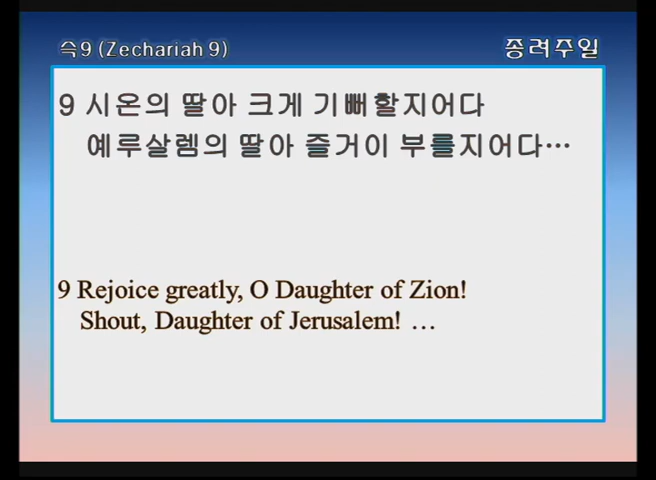 슥9 (Zechariah 9)
종려주일
9 시온의 딸아 크게 기뻐할지어다
예루살렘의 딸아 즐거이 부를지어다…
9 Rejoice greatly, O Daughter of Zion!
Shout, Daughter of Jerusalem! …